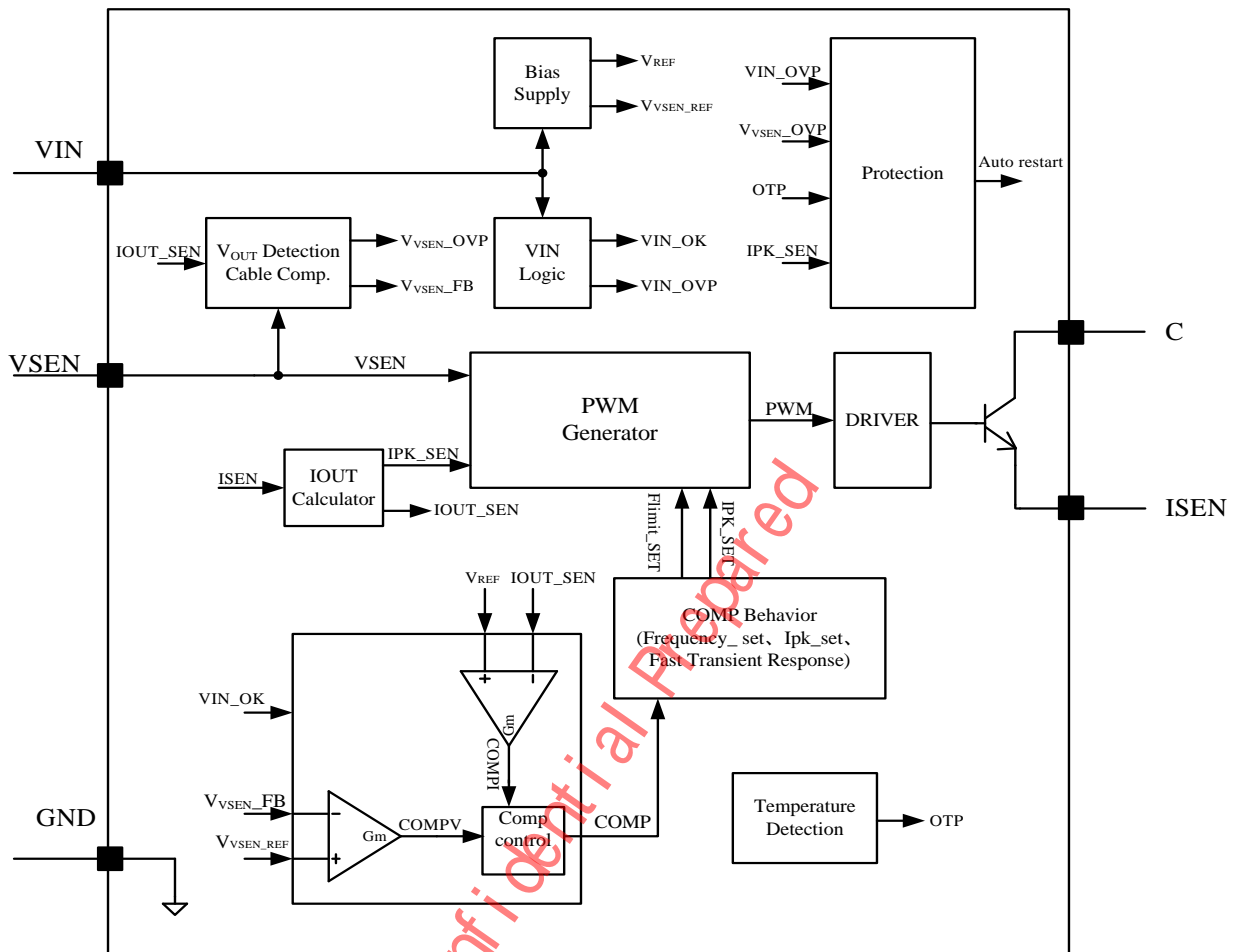 Bias
Supply
VREF
VVSEN_REF
VIN
VIN_OVP
VVSEN_OVP
OTP
IPK_SEN
Protection
Auto restart
IOUT_SEN
VOUT Detection
Cable Comp.
VVSEN_OVP
VVSEN_FB
VIN
Logic
VIN_OK
VIN_OVP
C
VSEN
VSEN
PWM
Generator
PWM
DRIVER
ISEN
IOUT
Calculator
IPK_SEN
IOUT_SEN
ISEN
Flimit_SET
IPK_SET
VREF
IOUT_SEN
COMP Behavior
(Frequency_ set、Ipk_set、
Fast Transient Response)
VIN_OK
+
−
Gm
COMPI
VVSEN_FB
VVSEN_REF
−
+
Gm
COMPV
Comp
control
COMP
GND
Temperature
Detection
OTP
nfidential Prepared